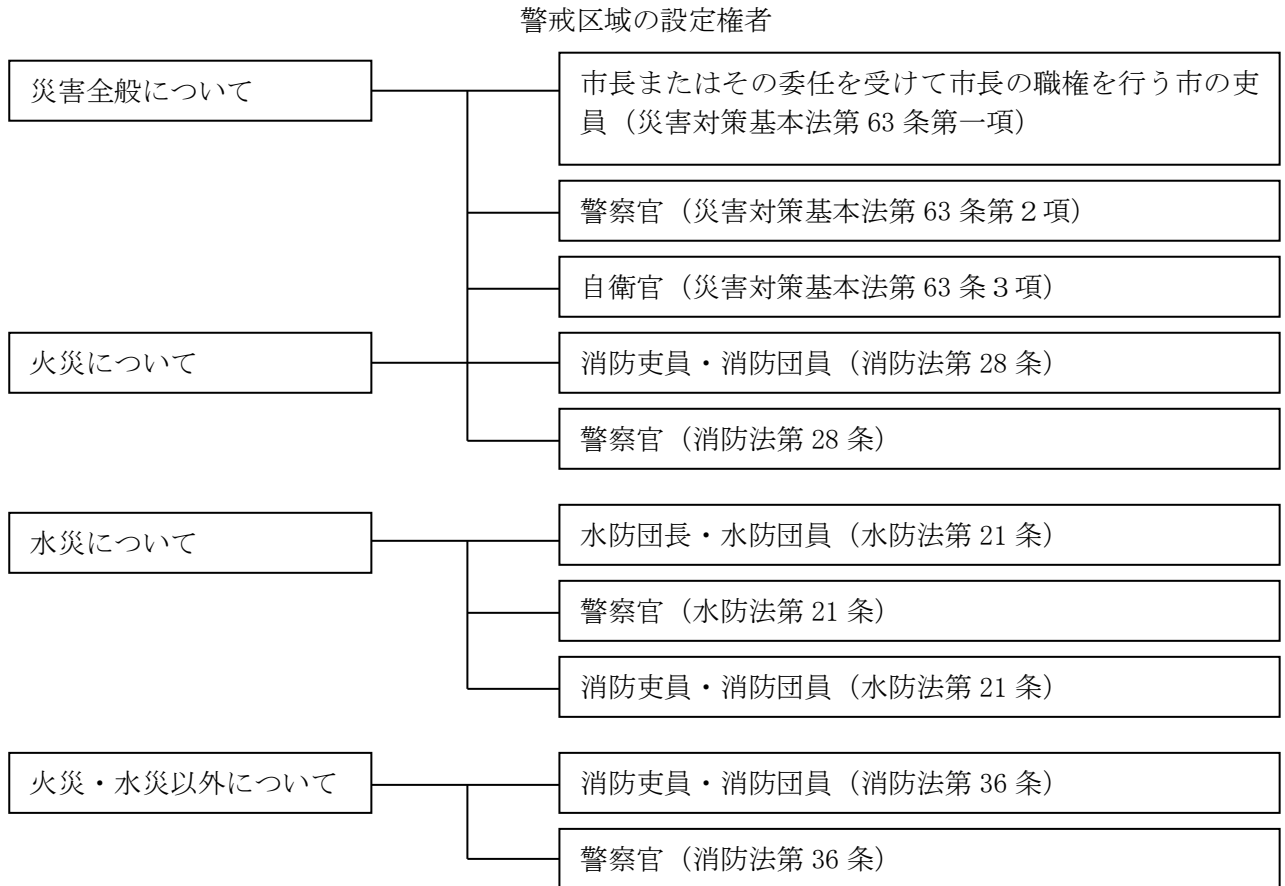 警戒区域の設定権者
災害全般について
市長またはその委任を受けて市長の職権を行う市の吏
員（災害対策基本法第 63 条第一項）
警察官（災害対策基本法第 63 条第２項）
自衛官（災害対策基本法第 63 条３項）
火災について
消防吏員・消防団員（消防法第 28 条）
警察官（消防法第 28 条）
水災について
水防団長・水防団員（水防法第 21 条）
警察官（水防法第 21 条）
消防吏員・消防団員（水防法第 21 条）
火災・水災以外について
消防吏員・消防団員（消防法第 36 条）
警察官（消防法第 36 条）